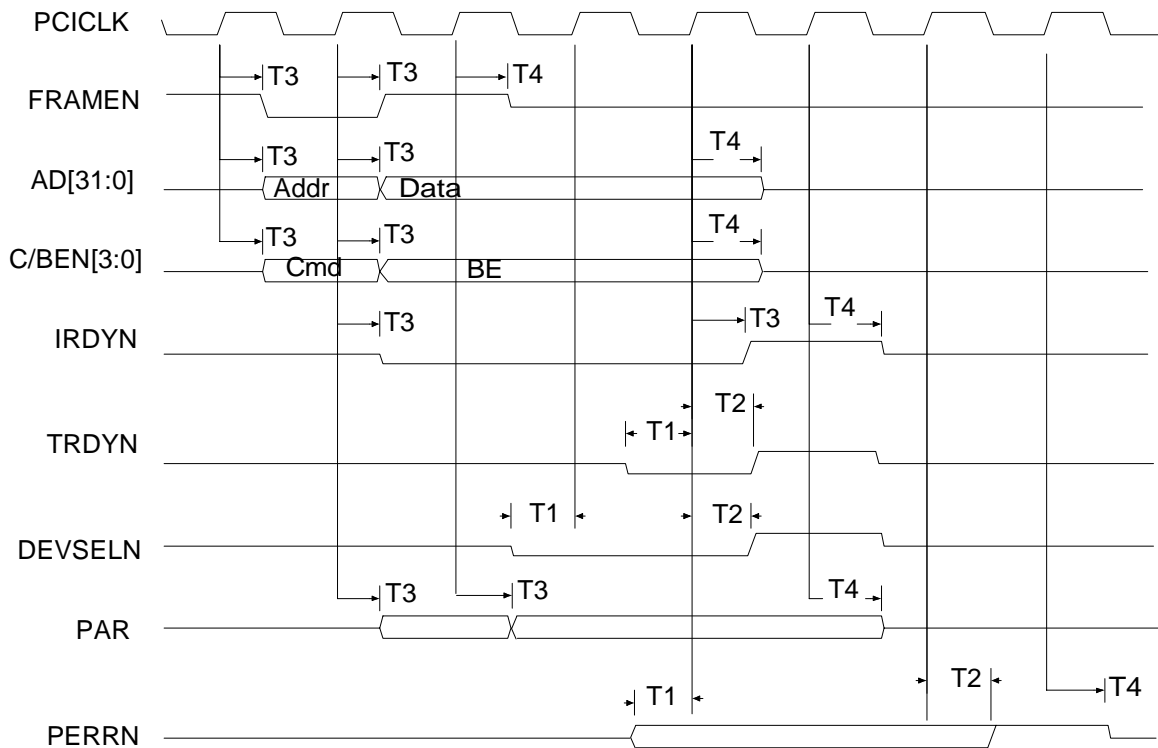 PCICLK
T3 T3 T4
FRAMEN
T3 T3 T4
AD[31:0]
Addr Data
T3 T3 T4
C/BEN[3:0]
Cmd BE
T3 T3 T4
IRDYN
T1 T2
TRDYN
T1 T2
DEVSELN
T3 T3 T4
PAR
T1 T2 T4
PERRN